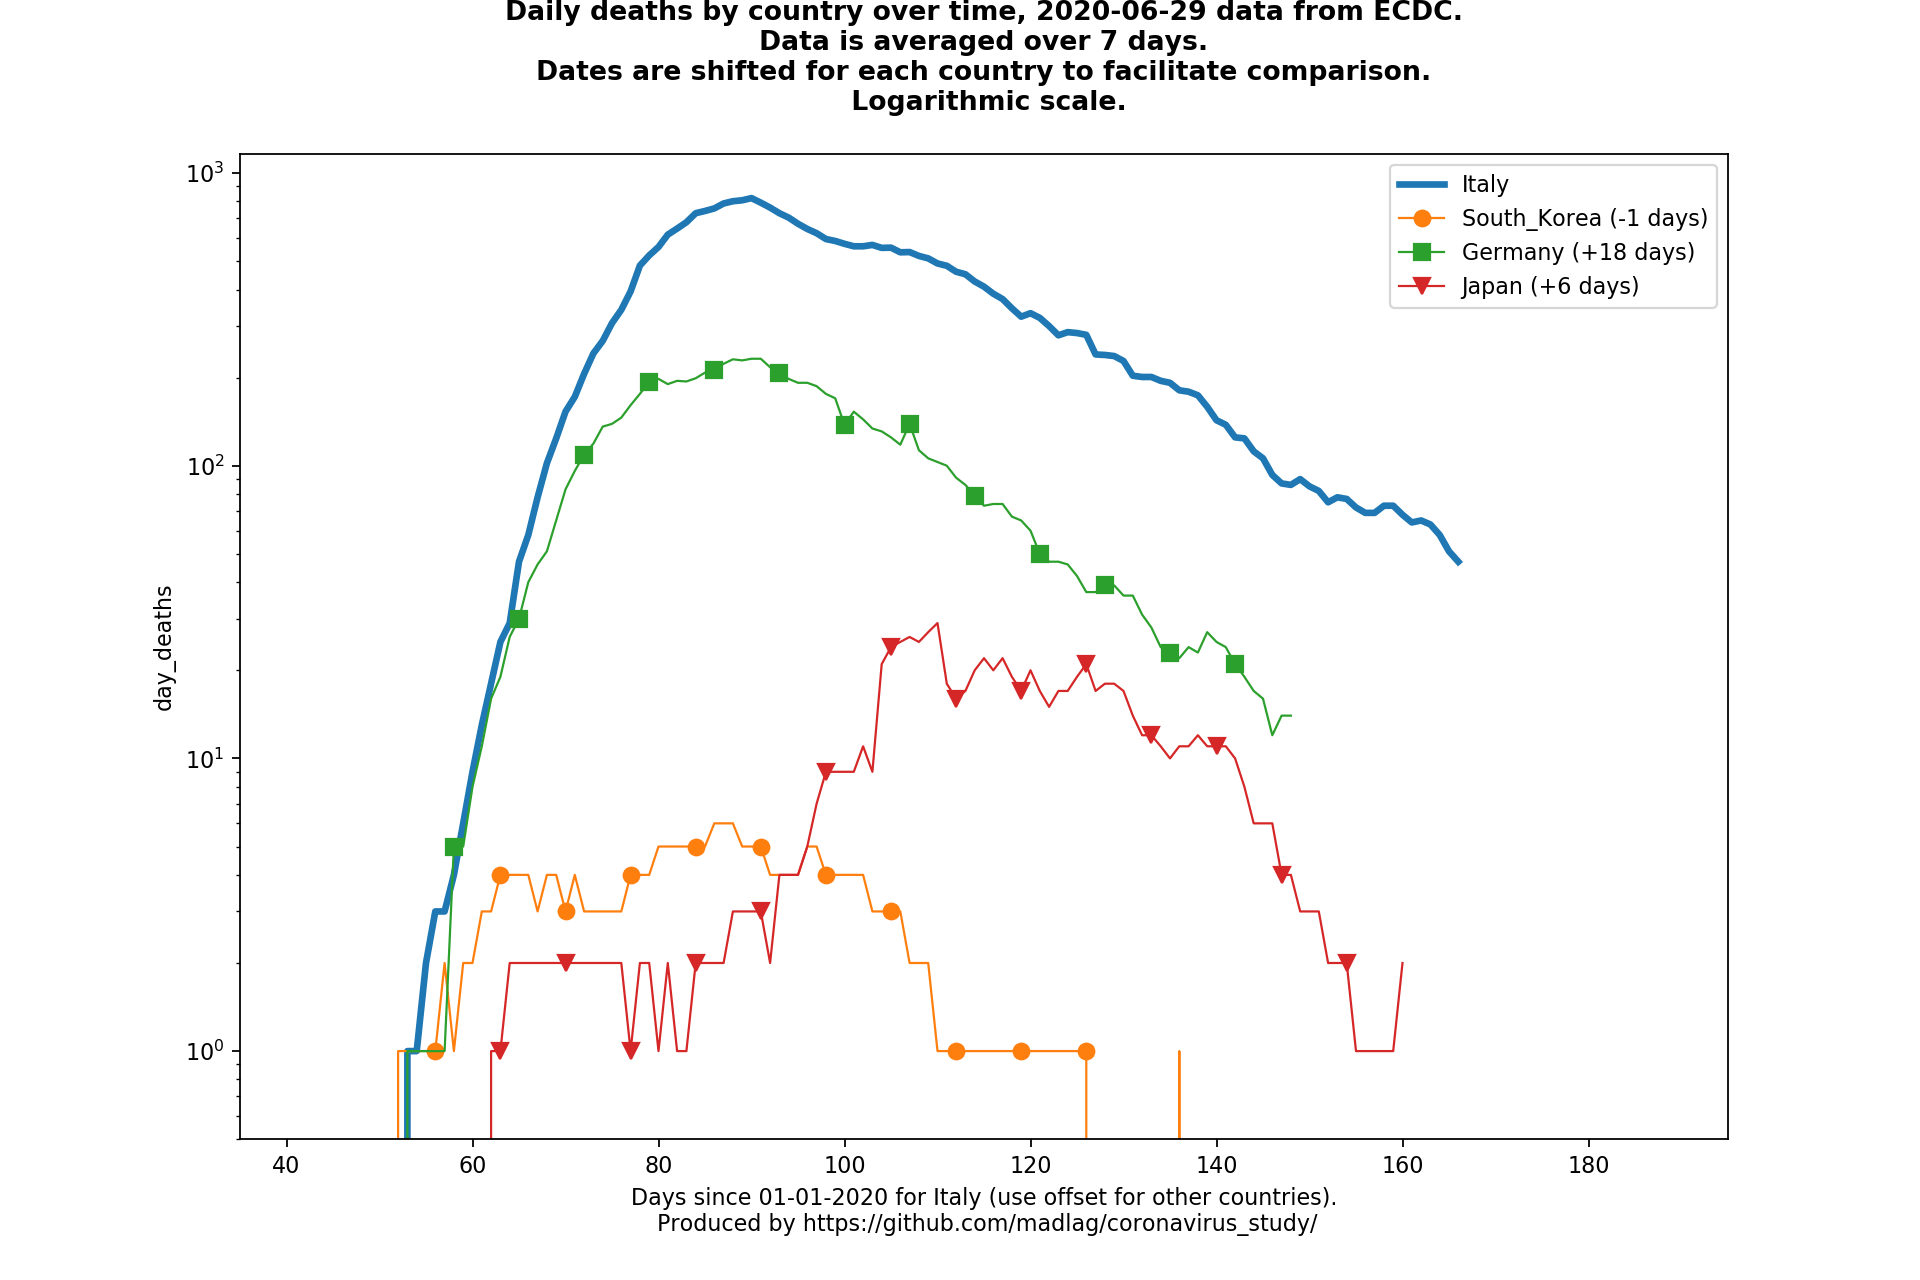 Daily deaths by country over time, 2020-06-29 data from ECDC.
Data is averaged over 7 days.
Dates are shifted for each country to facilitate comparison.
Logarithmic scale.
10³
Italy
South_Korea (-1 days)
Germany (+18 days)
Japan (+6 days)
10²
day_deaths
10¹
10⁰
40 60 80 100 120 140 160 180
Days since 01-01-2020 for Italy (use offset for other countries).
Produced by https://github.com/madlag/coronavirus_study/